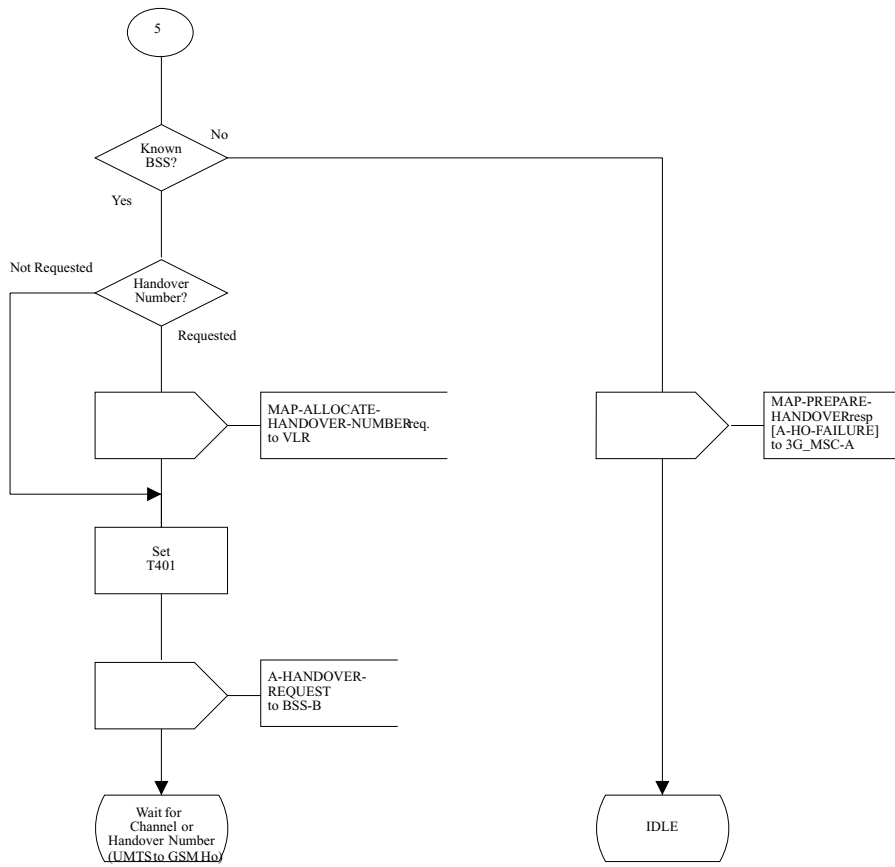 5
No
Known
BSS?
Yes
Not Requested
Handover
Number?
Requested
MAP-ALLOCATE-
HANDOVER-NUMBERreq.
to VLR
MAP-PREPARE-
HANDOVERresp
[A-HO-FAILURE]
to 3G_MSC-A
Set
T401
A-HANDOVER-
REQUEST
to BSS-B
Wait for
Channel or
Handover Number
(UMTS to GSM Ho)
IDLE